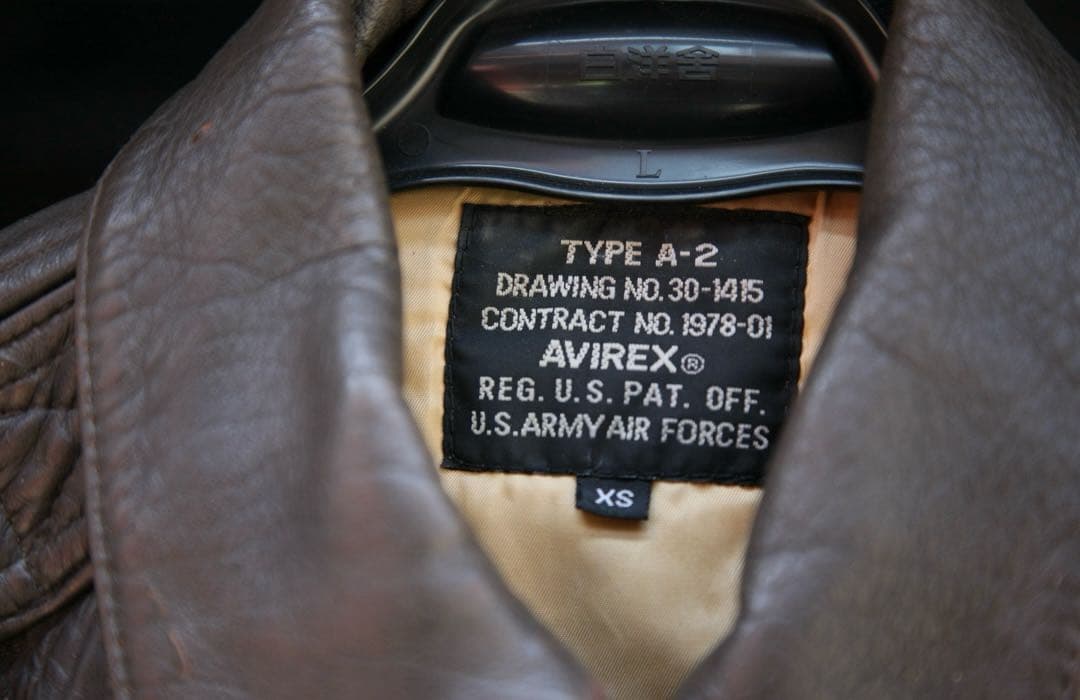 白洋舍
L
TYPE A-2
DRAWING NO. 30-1415
CONTRACT NO. 1978-01
AVIREX®
REG. U.S. PAT. OFF.
U.S. ARMY AIR FORCES
XS